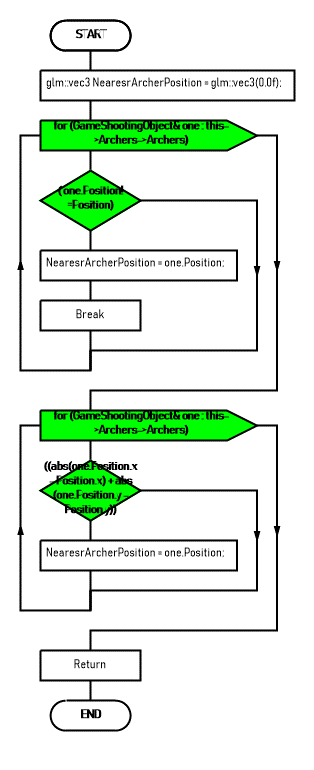 START
glm::vec3 NearesrArcherPosition = glm::vec3(0.0f);
for (GameShootingObject& one : this-
>Archers->Archers)
(one.Position!
=Position)
NearesrArcherPosition = one.Position;
Break
for (GameShootingObject& one : this-
>Archers->Archers)
((abs(one.Position.x
- Position.x) + abs
(one.Position.y -
Position.y))
NearesrArcherPosition = one.Position;
Return
END